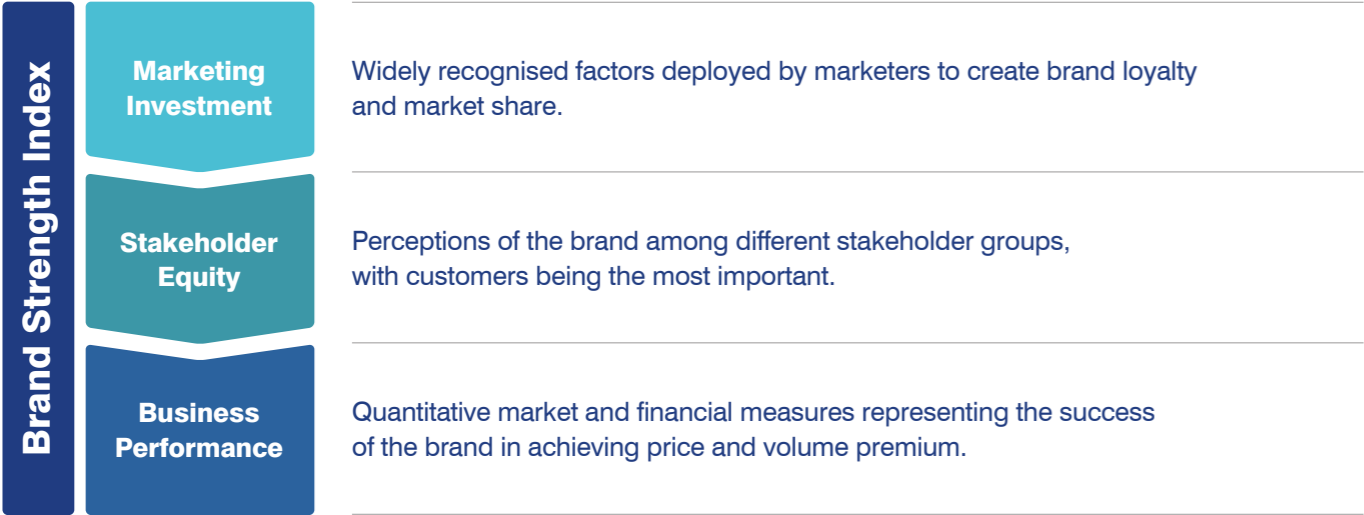 Brand Strength Index
Marketing
Investment
Widely recognised factors deployed by marketers to create brand loyalty
and market share.
Stakeholder
Equity
Perceptions of the brand among different stakeholder groups,
with customers being the most important.
Business
Performance
Quantitative market and financial measures representing the success
of the brand in achieving price and volume premium.